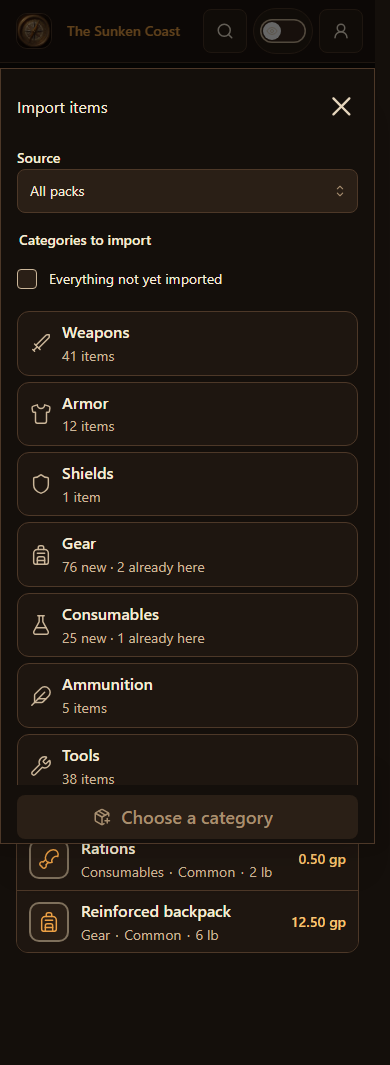 The Sunken Coast
Import items
Source
All packs
Categories to import
Everything not yet imported
Weapons
41 items
Armor
12 items
Shields
1 item
Gear
76 new · 2 already here
Consumables
25 new · 1 already here
Ammunition
5 items
Tools
38 items
Choose a category
Rations
0.50 gp
Consumables · Common · 2 lb
Reinforced backpack
12.50 gp
Gear · Common · 6 lb